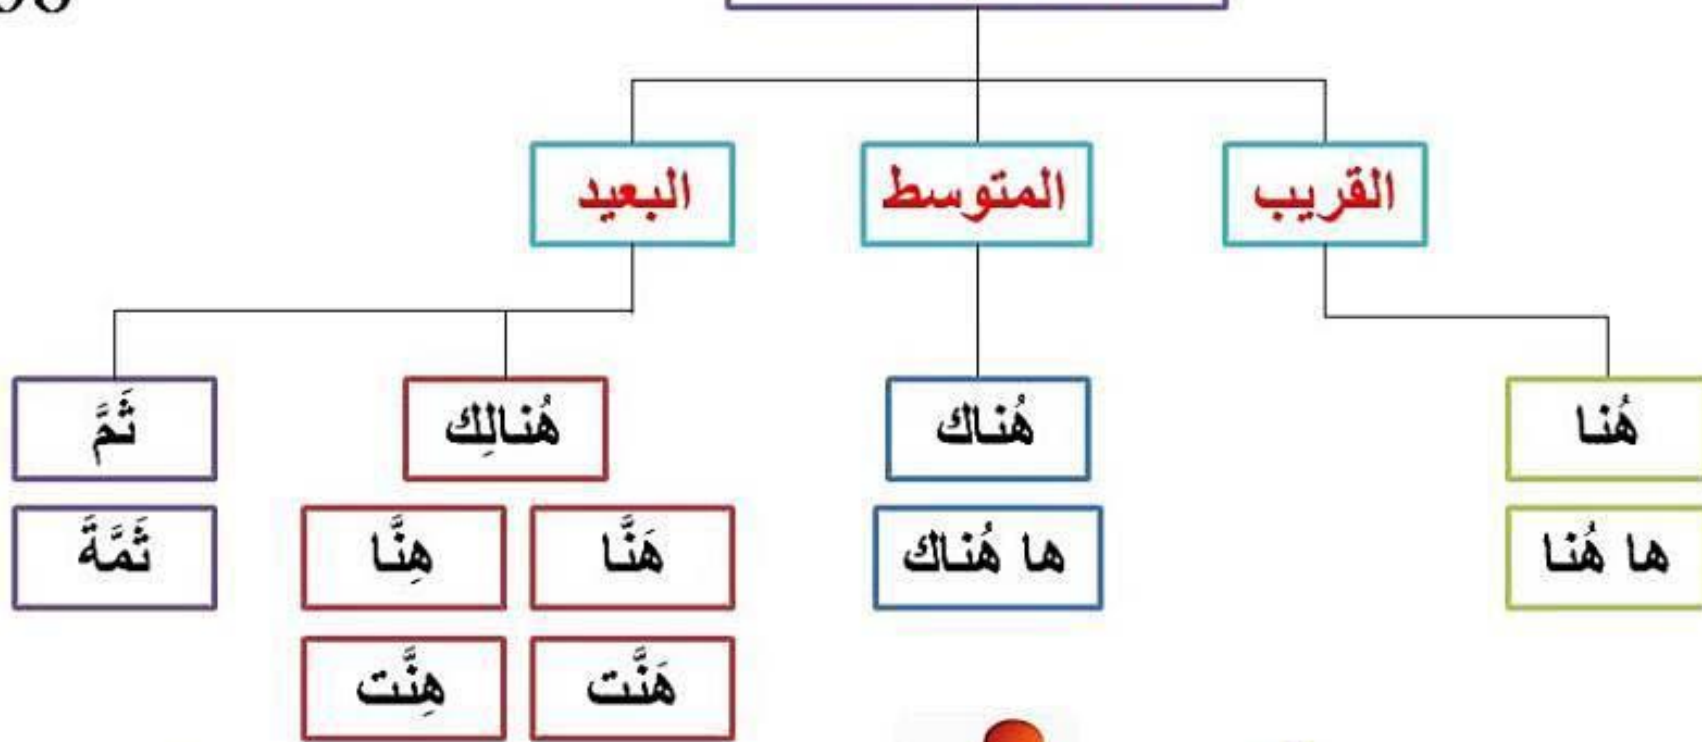 القريب المتوسط البعيد
هُنا هُناك هُنالِك ثَمَّ
ها هُنا ها هُناك هَنَّا هِنَّا ثَمَّةَ
هَنَّت هِنَّت